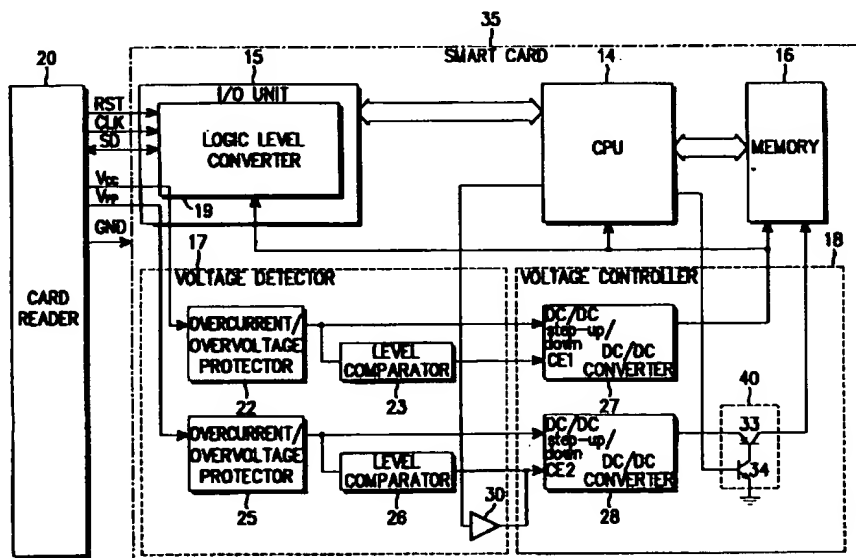 35
SMART CARD
20
15
14
16
I/O UNIT
RST
CLK
SD
LOGIC LEVEL
CONVERTER
CPU
MEMORY
VCC
VPP
19
GND
17
18
VOLTAGE DETECTOR
VOLTAGE CONTROLLER
CARD
READER
OVERCURRENT/
OVERVOLTAGE
PROTECTOR
22
LEVEL
COMPARATOR
23
DC/DC
step-up/
down
DC/DC
CE1
CONVERTER
27
40
33
34
OVERCURRENT/
OVERVOLTAGE
PROTECTOR
25
LEVEL
COMPARATOR
26
30
DC/DC
step-up/
down
DC/DC
CE2
CONVERTER
28